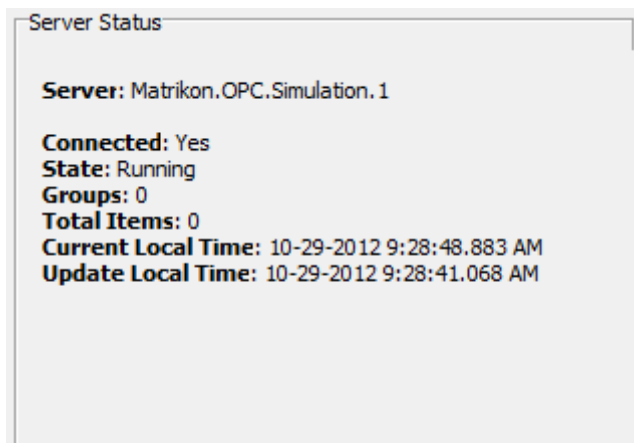 Server Status
Server: Matrikon.OPC.Simulation.1
Connected: Yes
State: Running
Groups: 0
Total Items: 0
Current Local Time: 10-29-2012 9:28:48.883 AM
Update Local Time: 10-29-2012 9:28:41.068 AM